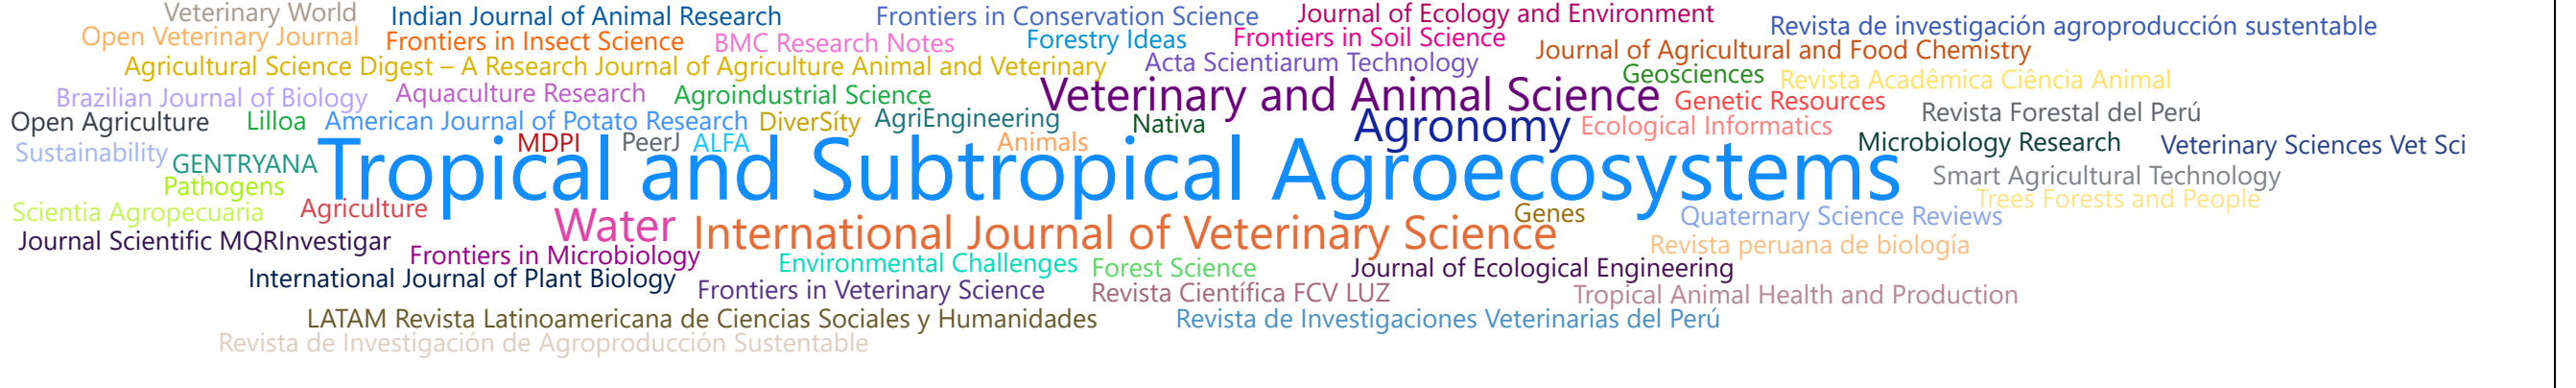 Veterinary World
Indian Journal of Animal Research
Frontiers in Conservation Science
Journal of Ecology and Environment
Revista de investigación agroproducción sustentable
Open Veterinary Journal
Frontiers in Insect Science
BMC Research Notes
Forestry Ideas
Frontiers in Soil Science
Journal of Agricultural and Food Chemistry
Agricultural Science Digest – A Research Journal of Agriculture Animal and Veterinary
Acta Scientiarum Technology
Geosciences
Revista Acadêmica Ciência Animal
Brazilian Journal of Biology
Aquaculture Research
Agroindustrial Science
Veterinary and Animal Science
Genetic Resources
Revista Forestal del Perú
Open Agriculture
Lilloa
American Journal of Potato Research
DiverSíty
AgriEngineering
Nativa
Agronomy
Ecological Informatics
Sustainability
GENTRYANA
MDPI
PeerJ
ALFA
Animals
Microbiology Research
Veterinary Sciences Vet Sci
Tropical and Subtropical Agroecosystems
Pathogens
Smart Agricultural Technology
Trees Forests and People
Scientia Agropecuaria
Agriculture
Water
International Journal of Veterinary Science
Genes
Quaternary Science Reviews
Journal Scientific MQRInvestigar
Frontiers in Microbiology
Revista peruana de biología
Environmental Challenges
Forest Science
Journal of Ecological Engineering
International Journal of Plant Biology
Frontiers in Veterinary Science
Revista Científica FCV LUZ
Tropical Animal Health and Production
LATAM Revista Latinoamericana de Ciencias Sociales y Humanidades
Revista de Investigaciones Veterinarias del Perú
Revista de Investigación de Agroproducción Sustentable